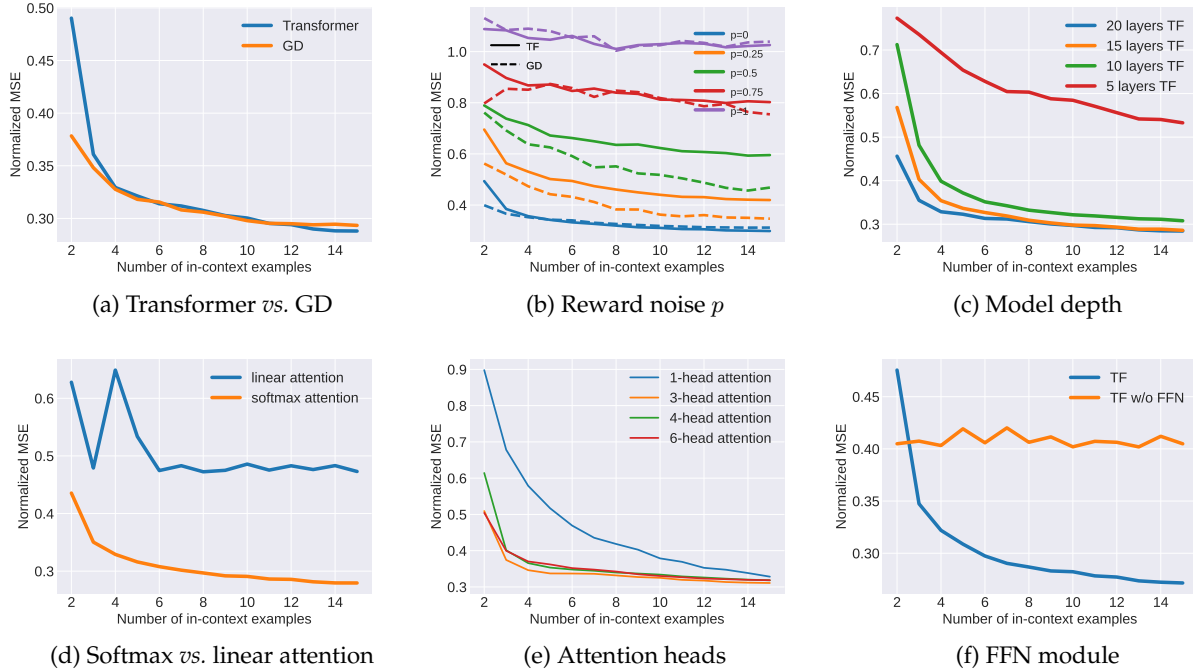 0.50
0.45
0.40
0.35
0.30
Normalized MSE
Transformer
GD
2 4 6 8 10 12 14
Number of in-context examples
(a) Transformer vs. GD
1.0
0.8
0.6
0.4
Normalized MSE
TF
GD
p=0
p=0.25
p=0.5
p=0.75
p=1
2 4 6 8 10 12 14
Number of in-context examples
(b) Reward noise p
0.7
0.6
0.5
0.4
0.3
Normalized MSE
20 layers TF
15 layers TF
10 layers TF
5 layers TF
2 4 6 8 10 12 14
Number of in-context examples
(c) Model depth
0.6
0.5
0.4
0.3
Normalized MSE
linear attention
softmax attention
2 4 6 8 10 12 14
Number of in-context examples
(d) Softmax vs. linear attention
0.9
0.8
0.7
0.6
0.5
0.4
0.3
Normalized MSE
1-head attention
3-head attention
4-head attention
6-head attention
2 4 6 8 10 12 14
Number of in-context examples
(e) Attention heads
0.45
0.40
0.35
0.30
Normalized MSE
TF
TF w/o FFN
2 4 6 8 10 12 14
Number of in-context examples
(f) FFN module